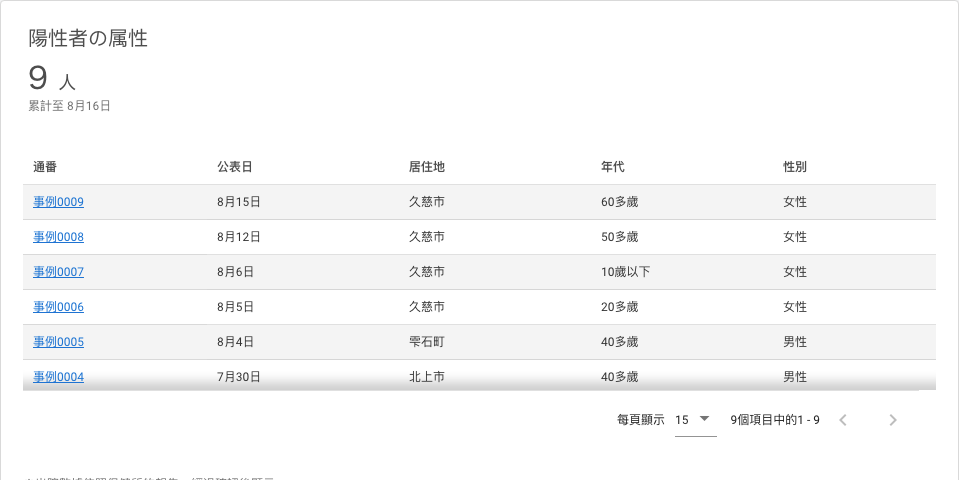 陽性者の属性
9 人
累計至 8月16日
通番 公表日 居住地 年代 性別
事例0009 8月15日 久慈市 60多歲 女性
事例0008 8月12日 久慈市 50多歲 女性
事例0007 8月6日 久慈市 10歲以下 女性
事例0006 8月5日 久慈市 20多歲 女性
事例0005 8月4日 雫石町 40多歲 男性
事例0004 7月30日 北上市 40多歲 男性
每頁顯示 15 9個項目中的1 - 9